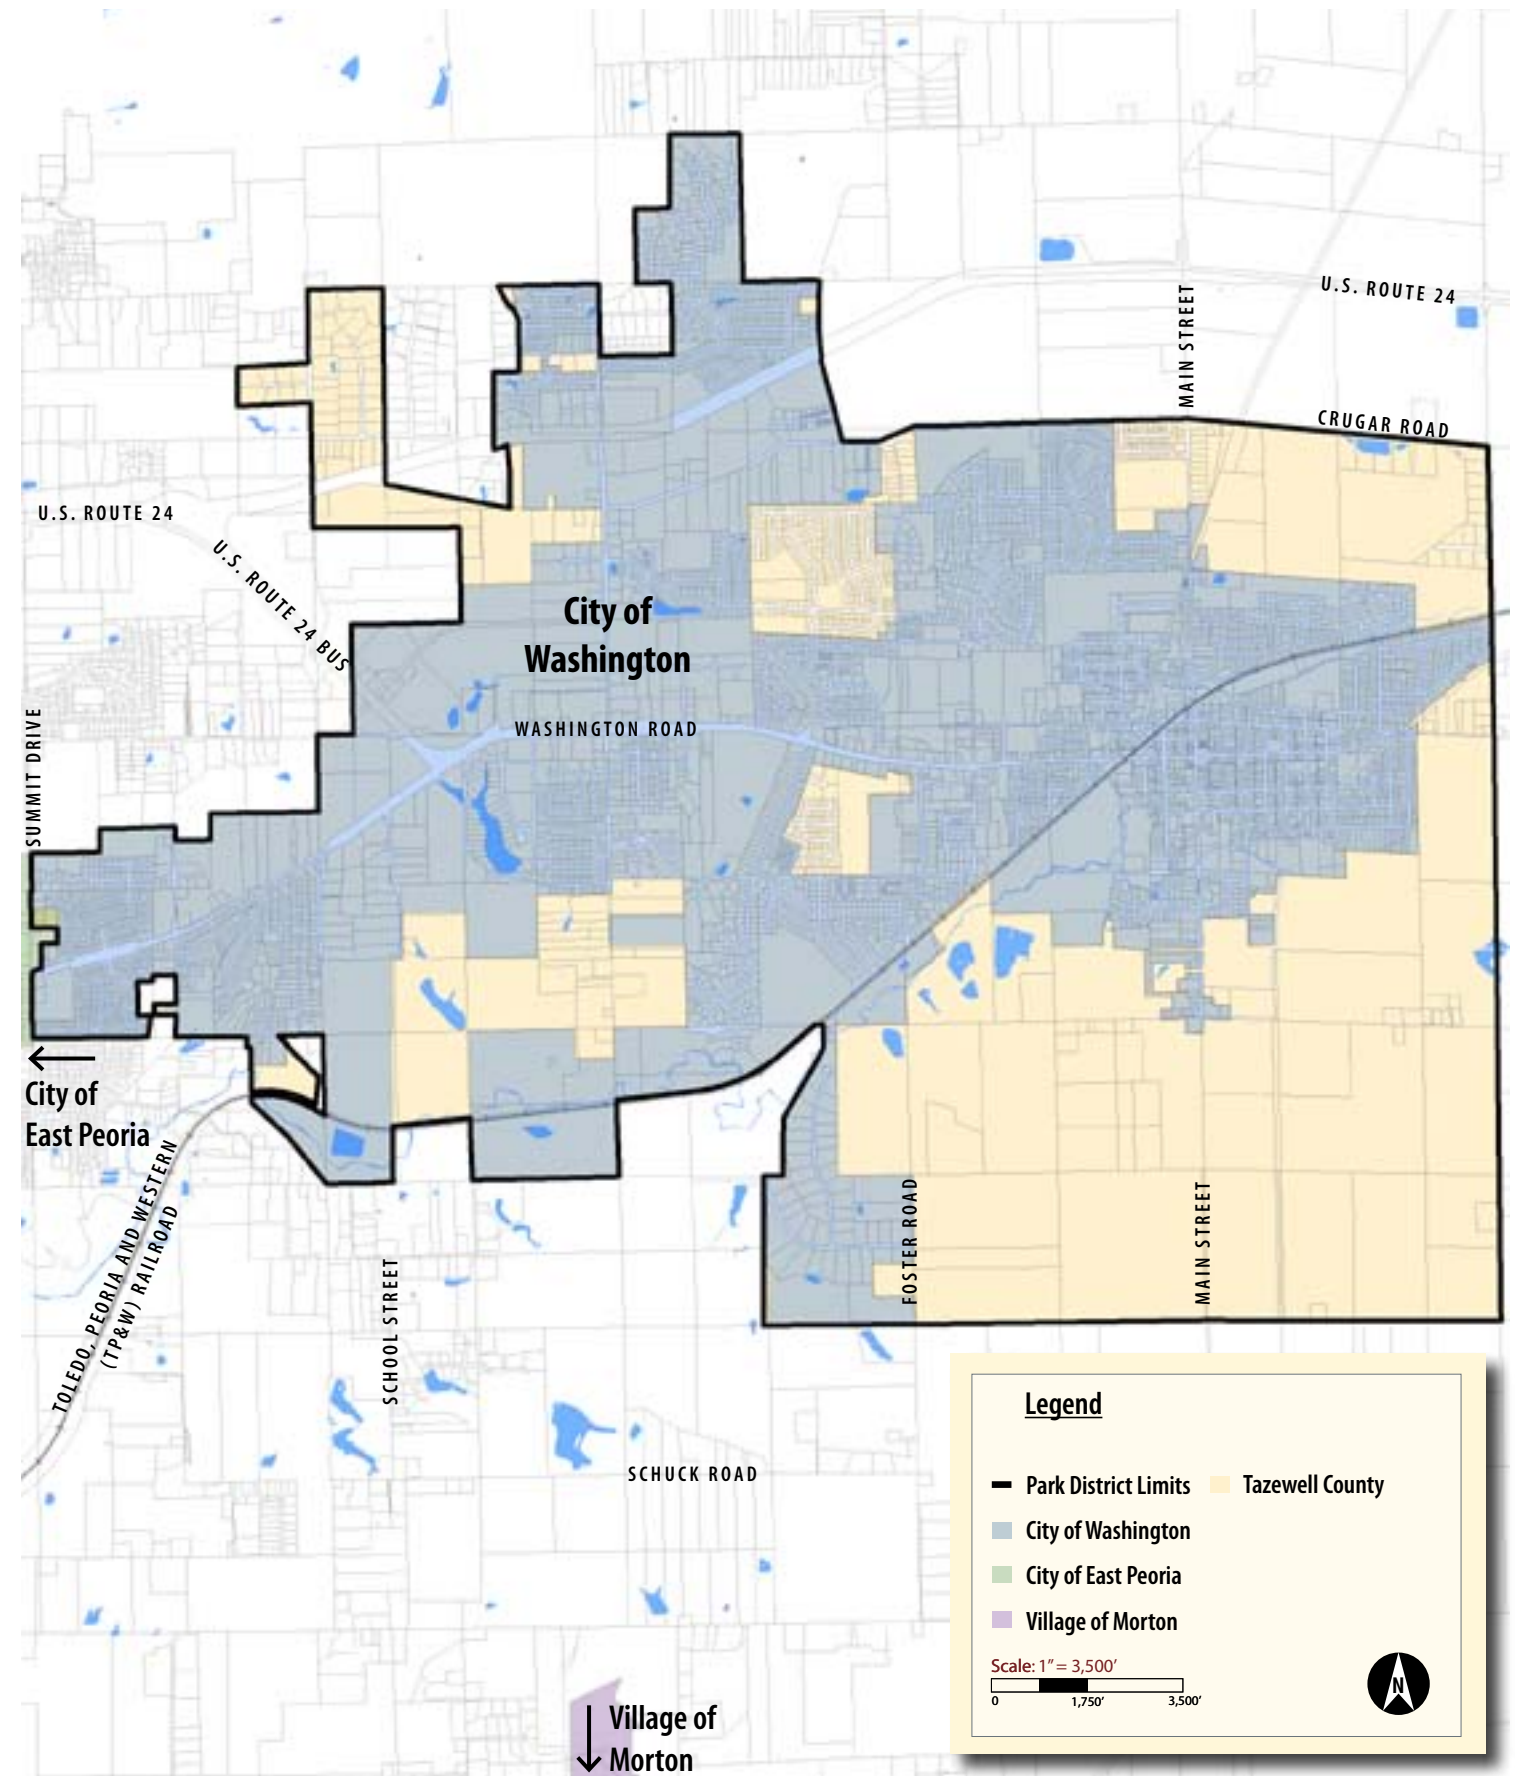 U.S. ROUTE 24
MAIN STREET
CRUGAR ROAD
U.S. ROUTE 24
U.S. ROUTE 24 BUS
City of
Washington
WASHINGTON ROAD
SUMMIT DRIVE
City of
East Peoria
TOLEDO, PEORIA AND WESTERN
(TP&W) RAILROAD
SCHOOL STREET
FOSTER ROAD
MAIN STREET
SCHUCK ROAD
Village of
Morton
Legend
Park District Limits
Tazewell County
City of Washington
City of East Peoria
Village of Morton
Scale: 1” = 3,500’
0 1,750’ 3,500’
N